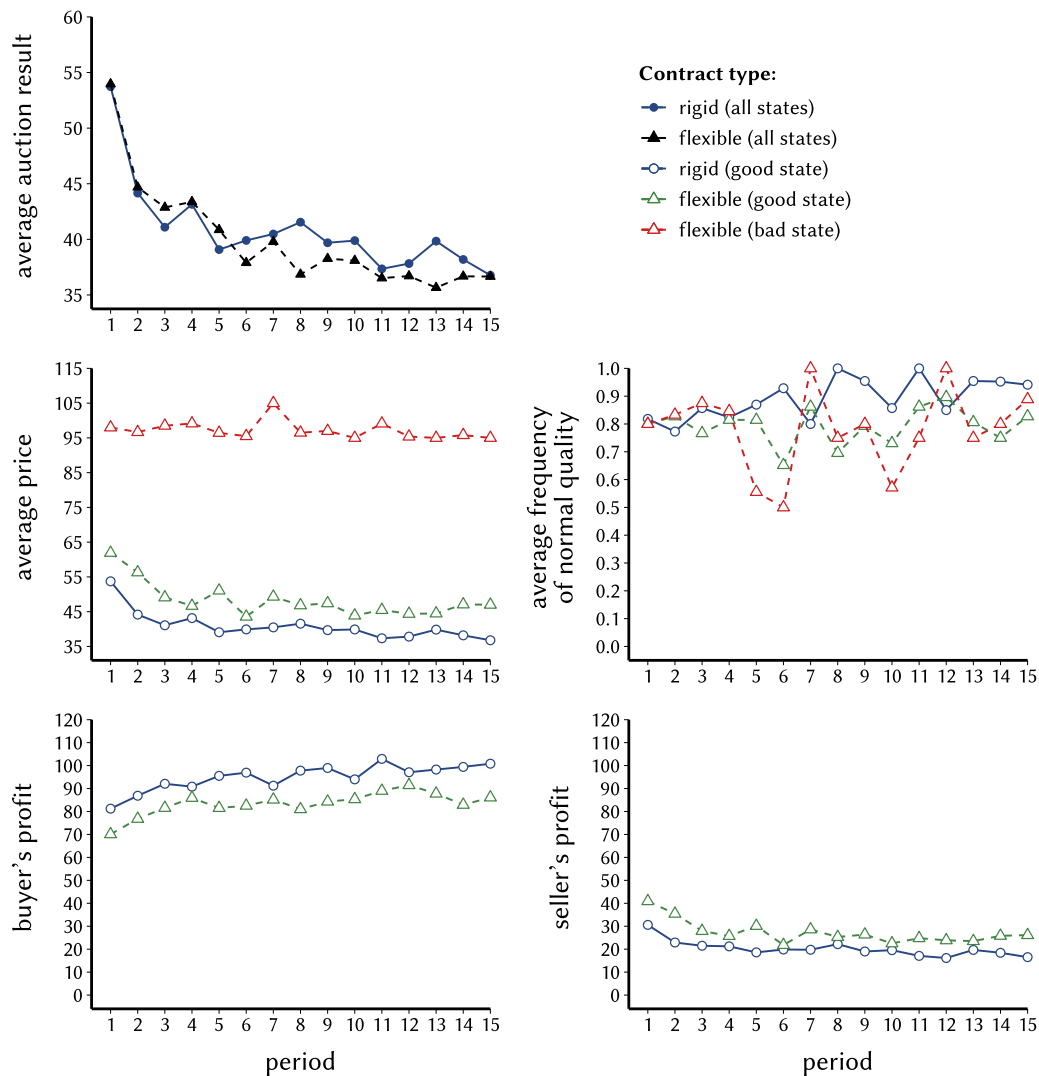 average auction result
60
55
50
45
40
35
1 2 3 4 5 6 7 8 9 10 11 12 13 14 15
Contract type:
rigid (all states)
flexible (all states)
rigid (good state)
flexible (good state)
flexible (bad state)
average price
115
105
95
85
75
65
55
45
35
1 2 3 4 5 6 7 8 9 10 11 12 13 14 15
average frequency
of normal quality
1.0
0.9
0.8
0.7
0.6
0.5
0.4
0.3
0.2
0.1
0.0
1 2 3 4 5 6 7 8 9 10 11 12 13 14 15
buyer's profit
120
110
100
90
80
70
60
50
40
30
20
10
0
1 2 3 4 5 6 7 8 9 10 11 12 13 14 15
period
seller's profit
120
110
100
90
80
70
60
50
40
30
20
10
0
1 2 3 4 5 6 7 8 9 10 11 12 13 14 15
period